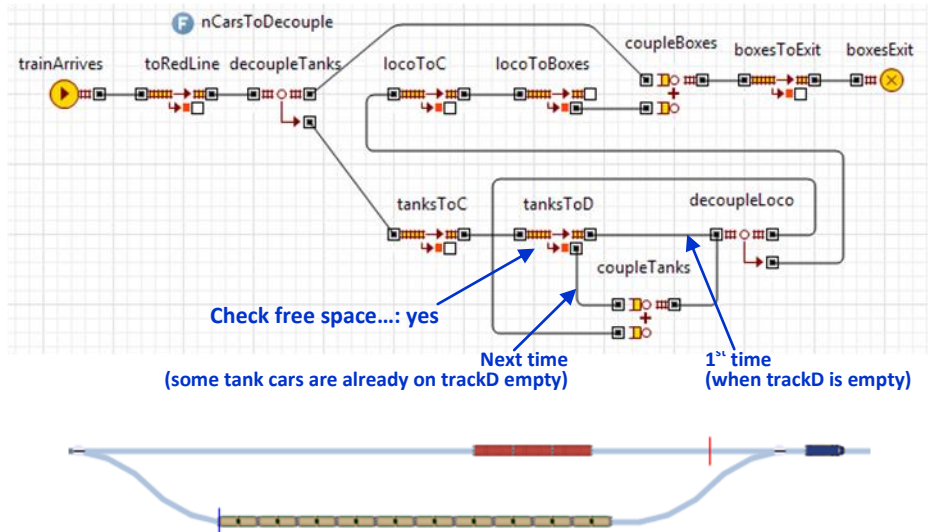 F nCarsToDecouple
trainArrives toRedLine decoupleTanks locoToC locoToBoxes coupleBoxes boxesToExit boxesExit
tanksToC tanksToD decoupleLoco
coupleTanks
Check free space…: yes
Next time 1st time
(some tank cars are already on trackD empty) (when trackD is empty)